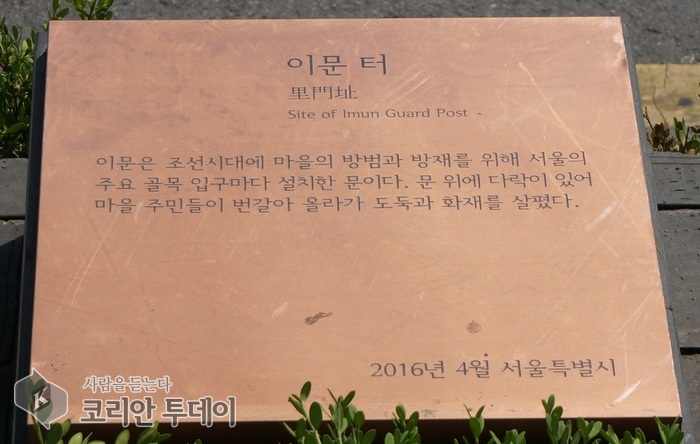 이문 터
里門址
Site of Imun Guard Post
이문은 조선시대에 마을의 방범과 방재를 위해 서울의
주요 골목 입구마다 설치한 문이다. 문 위에 다락이 있어
마을 주민들이 번갈아 올라가 도둑과 화재를 살폈다.
2016년 4월 서울특별시
사람을듣는다
코리안 투데이
K